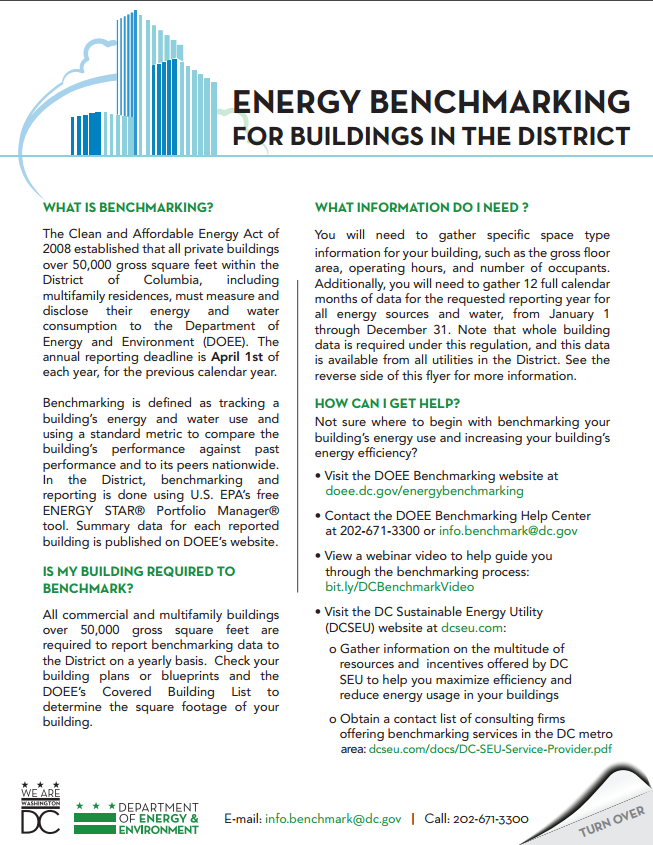 ENERGY BENCHMARKING
FOR BUILDINGS IN THE DISTRICT
WHAT IS BENCHMARKING?
The Clean and Affordable Energy Act of
2008 established that all private buildings
over 50,000 gross square feet within the
District of Columbia, including
multifamily residences, must measure and
disclose their energy and water
consumption to the Department of
Energy and Environment (DOEE). The
annual reporting deadline is April 1st of
each year, for the previous calendar year.
Benchmarking is defined as tracking a
building's energy and water use and
using a standard metric to compare the
building's performance against past
performance and to its peers nationwide.
In the District, benchmarking and
reporting is done using U.S. EPA's free
ENERGY STAR® Portfolio Manager®
tool. Summary data for each reported
building is published on DOEE's website.
IS MY BUILDING REQUIRED TO
BENCHMARK?
All commercial and multifamily buildings
over 50,000 gross square feet are
required to report benchmarking data to
the District on a yearly basis. Check your
building plans or blueprints and the
DOEE's Covered Building List to
determine the square footage of your
building.
WHAT INFORMATION DO I NEED ?
You will need to gather specific space type
information for your building, such as the gross floor
area, operating hours, and number of occupants.
Additionally, you will need to gather 12 full calendar
months of data for the requested reporting year for
all energy sources and water, from January 1
through December 31. Note that whole building
data is required under this regulation, and this data
is available from all utilities in the District. See the
reverse side of this flyer for more information.
HOW CAN I GET HELP?
Not sure where to begin with benchmarking your
building's energy use and increasing your building's
energy efficiency?
• Visit the DOEE Benchmarking website at
doee.dc.gov/energybenchmarking
• Contact the DOEE Benchmarking Help Center
at 202-671-3300 or info.benchmark@dc.gov
• View a webinar video to help guide you
through the benchmarking process:
bit.ly/DCBenchmarkVideo
• Visit the DC Sustainable Energy Utility
(DCSEU) website at dcseu.com:
o Gather information on the multitude of
resources and incentives offered by DC
SEU to help you maximize efficiency and
reduce energy usage in your buildings
o Obtain a contact list of consulting firms
offering benchmarking services in the DC metro
area: dcseu.com/docs/DC-SEU-Service-Provider.pdf
WE ARE
WASHINGTON
DC
DEPARTMENT
OF ENERGY &
ENVIRONMENT
E-mail: info.benchmark@dc.gov | Call: 202-671-3300
TURN OVER